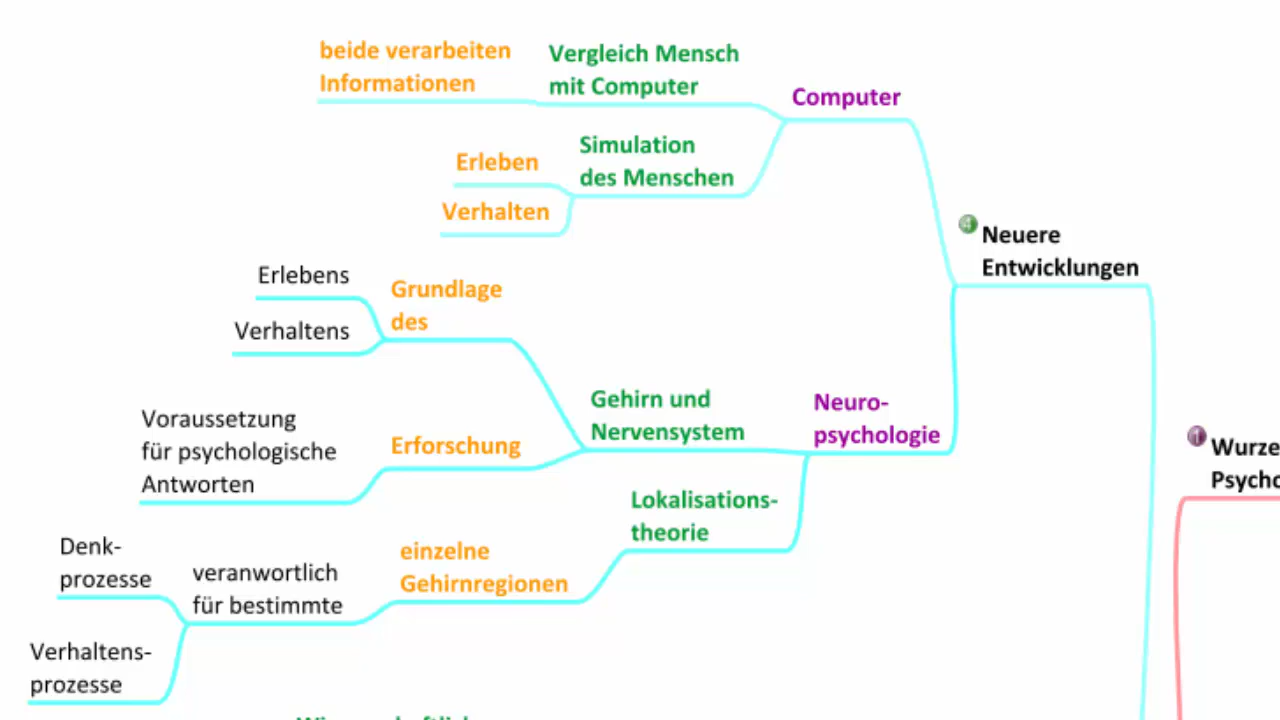 beide verarbeiten
Informationen
Vergleich Mensch
mit Computer
Computer
Simulation
des Menschen
Erleben
Verhalten
Neuere
Entwicklungen
Erlebens
Verhaltens
Grundlage
des
Gehirn und
Nervensystem
Neuro-
psychologie
Voraussetzung
für psychologische
Antworten
Erforschung
Lokalisations-
theorie
einzelne
Gehirnregionen
veranwortlich
für bestimmte
Denk-
prozesse
Verhaltens-
prozesse
Wurze
Psycho